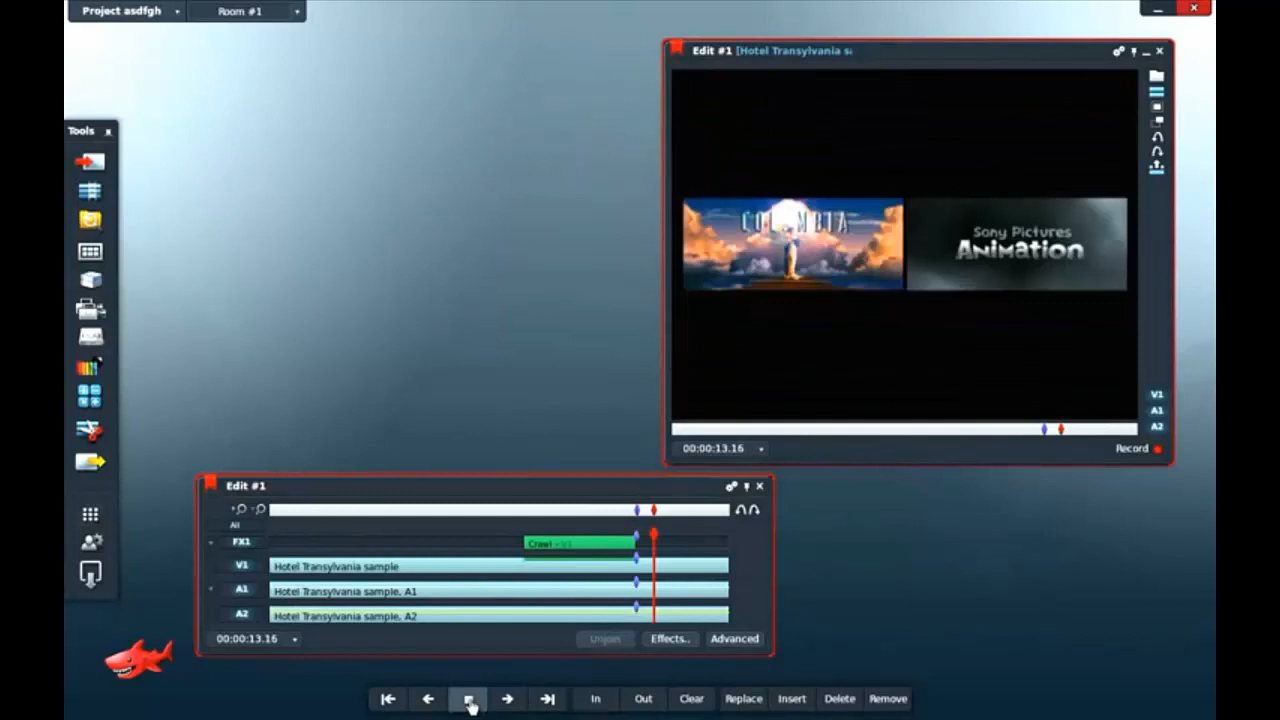 Project asdfgh
Room #1
Edit #1 [Hotel Transylvania s
Tools
COLUMBIA
Sony Pictures
Animation
V1
A1
A2
00:00:13.16
Record
Edit #1
All
FX1
Crawl - V1
V1
Hotel Transylvania sample
A1
Hotel Transylvania sample, A1
A2
Hotel Transylvania sample, A2
00:00:13.16
Unjoin
Effects..
Advanced
In
Out
Clear
Replace
Insert
Delete
Remove